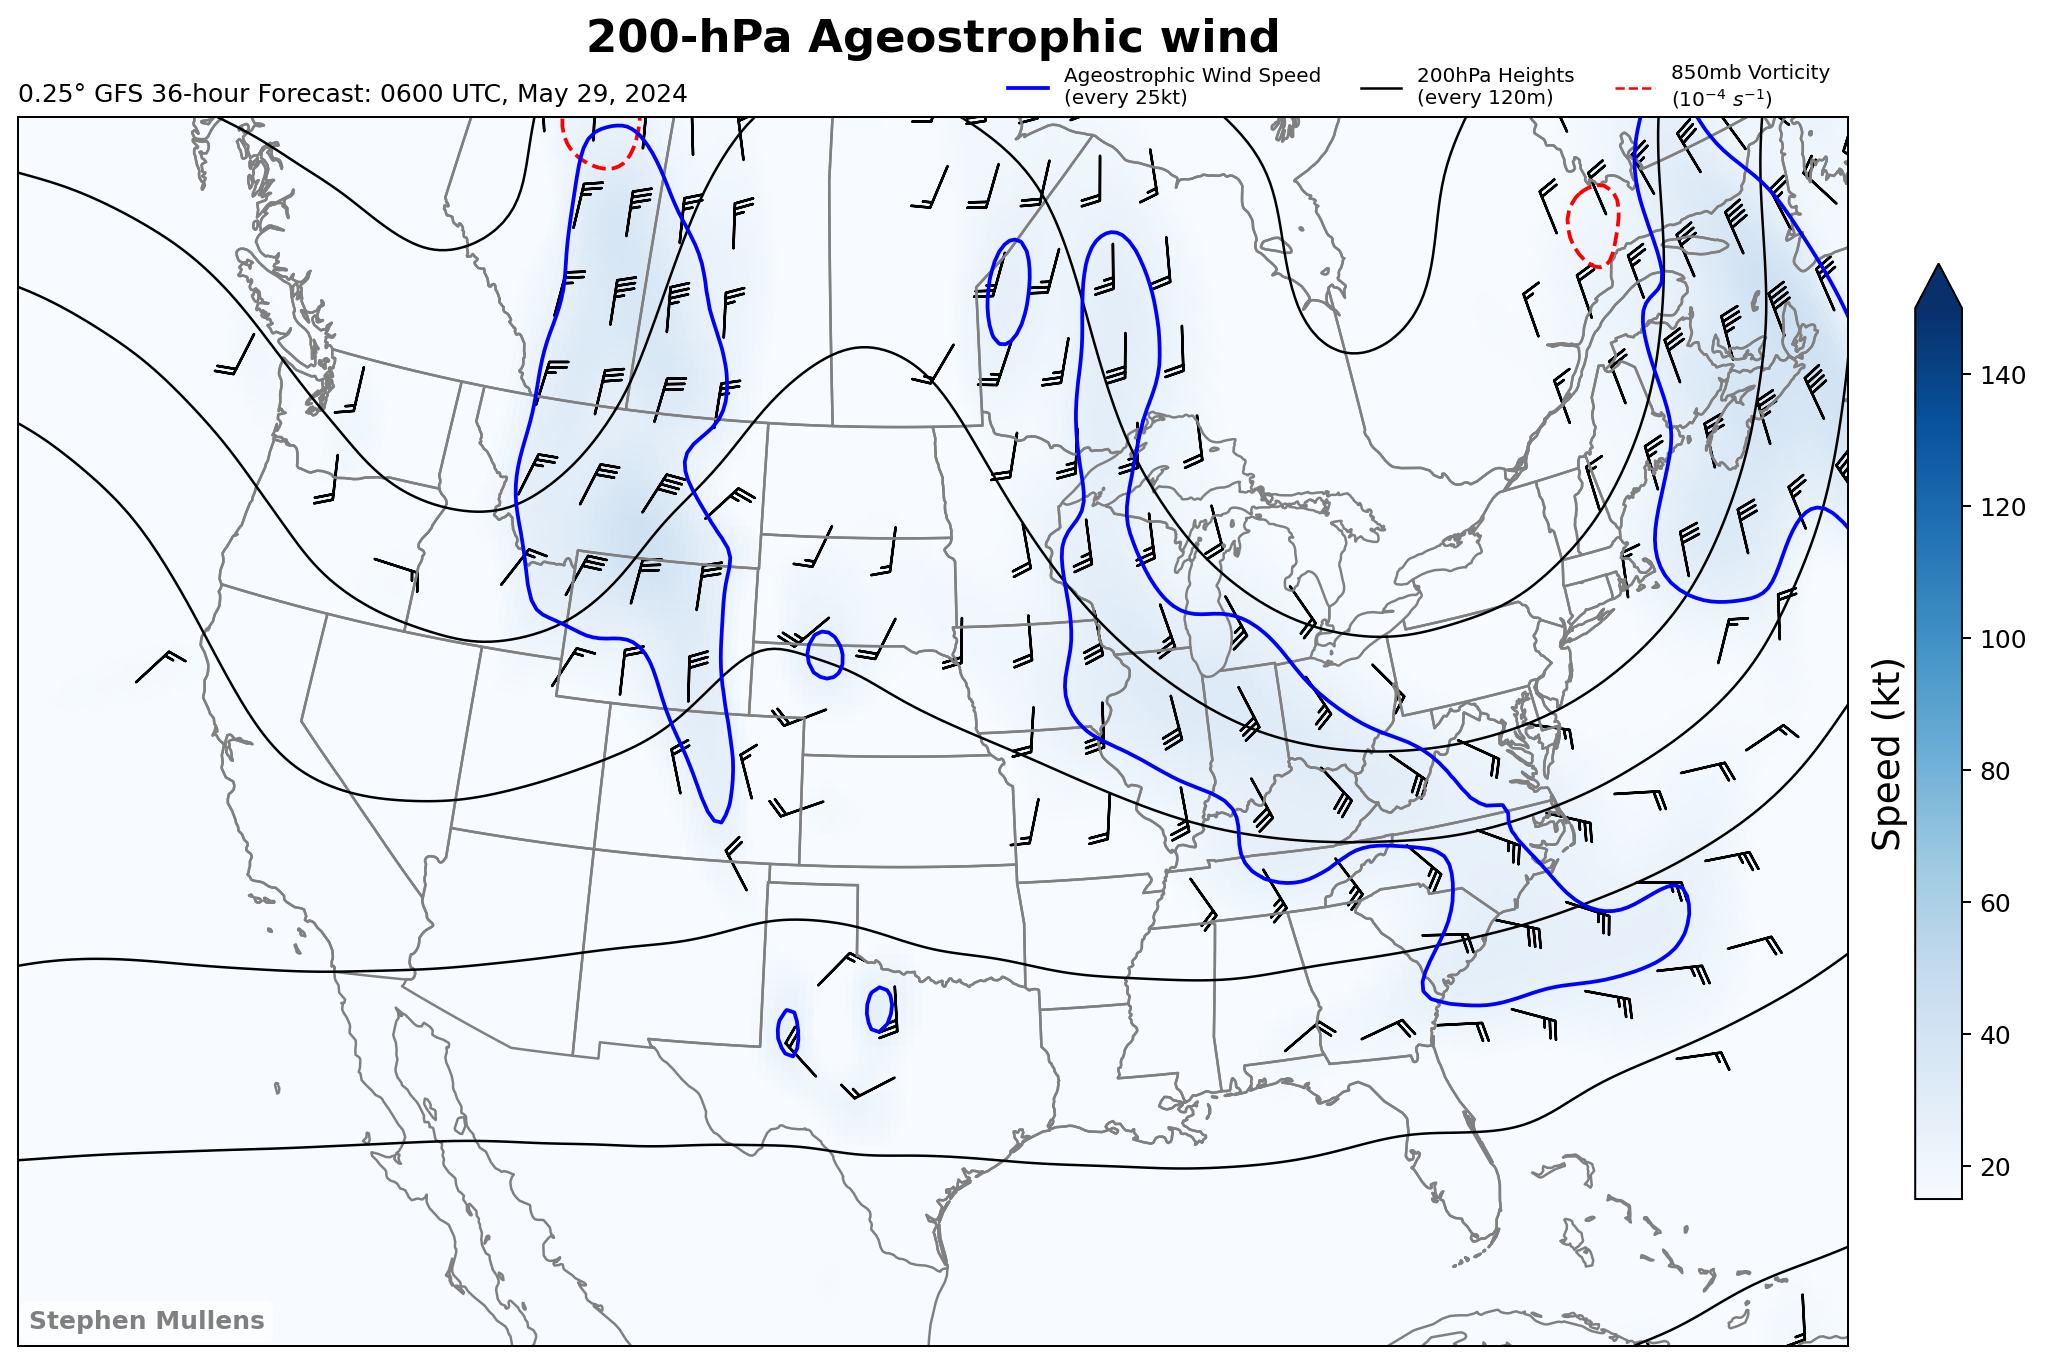 200-hPa Ageostrophic wind
0.25° GFS 36-hour Forecast: 0600 UTC, May 29, 2024
Ageostrophic Wind Speed
(every 25kt)
200hPa Heights
(every 120m)
850mb Vorticity
(10⁻⁴ s⁻¹)
140
120
100
80
60
40
20
Speed (kt)
Stephen Mullens